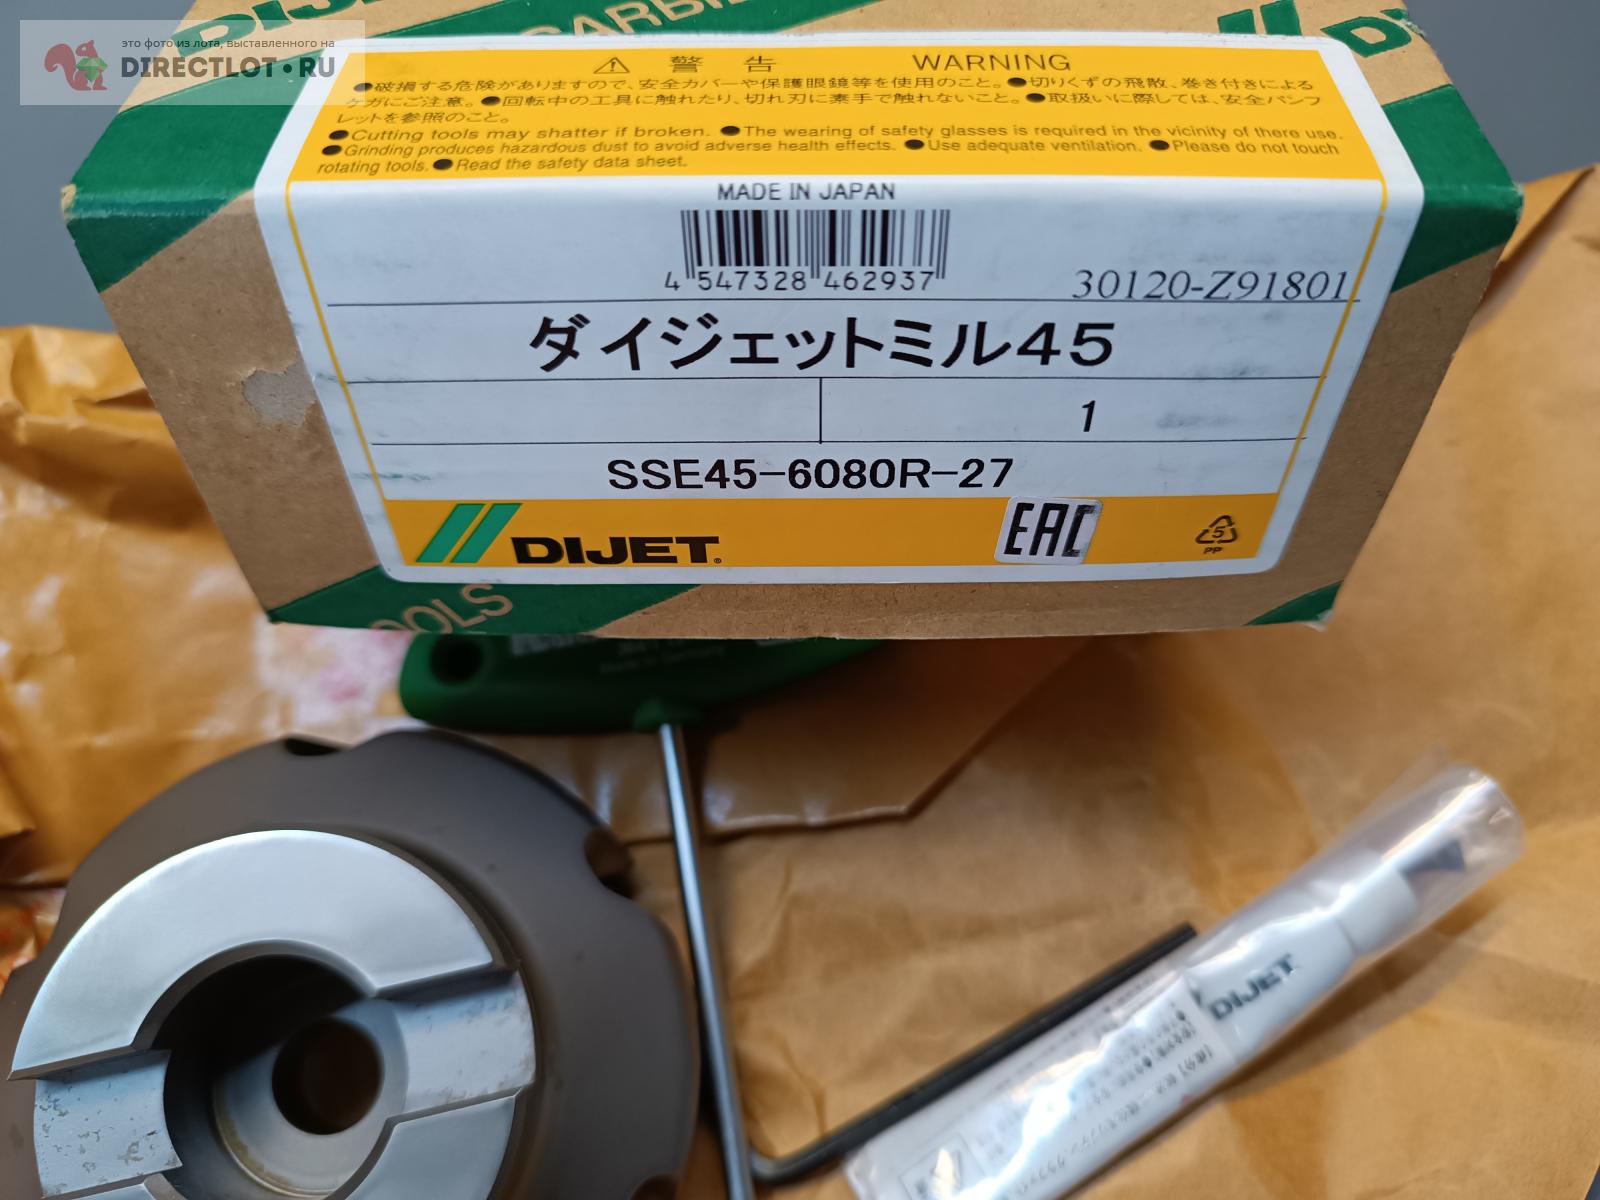 это фото из лота, выставленного на
DIRECTLOT•RU
CARBI
警告 WARNING
●破損する危険がありますので、安全カバーや保護眼鏡等を使用のこと。●切りくずの飛散、巻き付きによる
ケガにご注意。●回転中の工具に触れたり、切れ刃に素手で触れないこと。●取扱いに際しては、安全パンフ
レットを参照のこと。
●Cutting tools may shatter if broken. ●The wearing of safety glasses is required in the vicinity of there use.
●Grinding produces hazardous dust to avoid adverse health effects. ●Use adequate ventilation. ●Please do not touch
rotating tools. ●Read the safety data sheet.
MADE IN JAPAN
4 547328 462937
30120-Z91801
ダイジェットミル45
1
SSE45-6080R-27
DIJET®
EAC
5
PP
OOLS
Made in Germany
DIJET